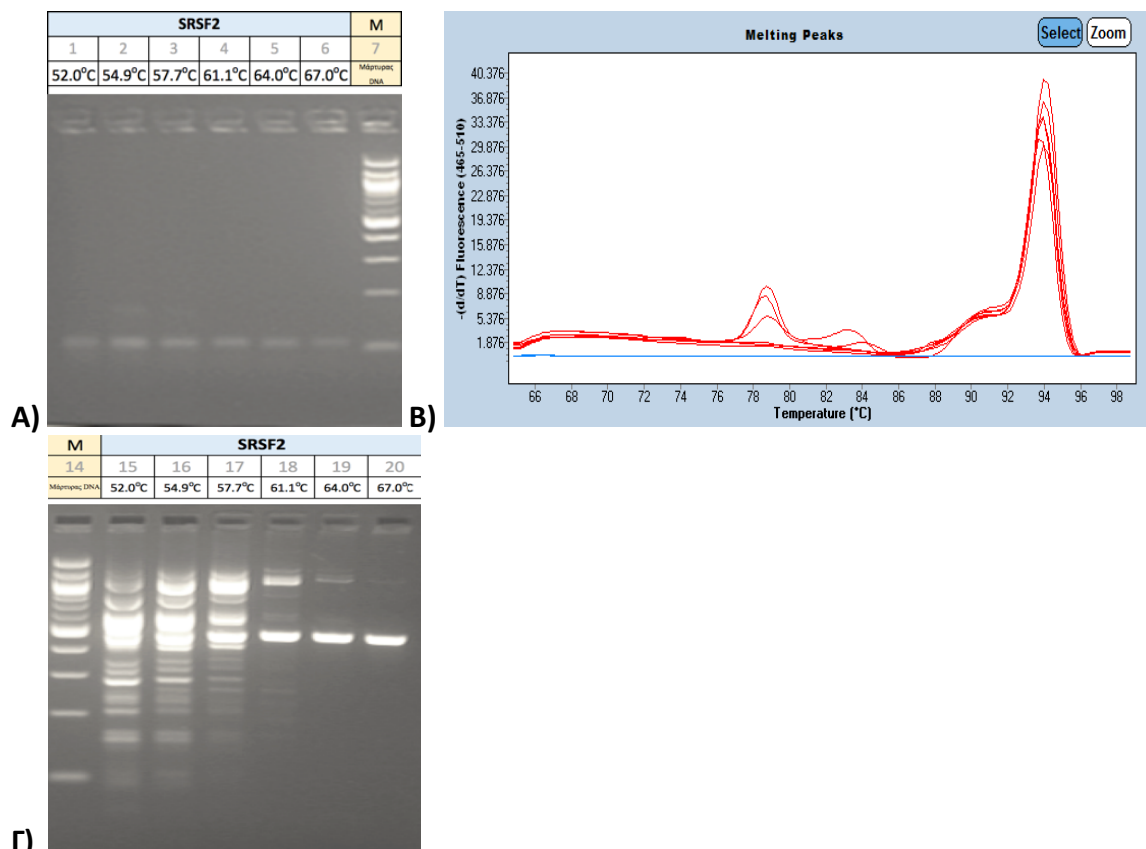 SRSF2 M
1 2 3 4 5 6 7
52.0°C 54.9°C 57.7°C 61.1°C 64.0°C 67.0°C Μάρτυρας DNA
A)
Melting Peaks
Select Zoom
-(d/dT) Fluorescence (465-510)
40.376
36.876
33.376
29.876
26.376
22.876
19.376
15.876
12.376
8.876
5.376
1.876
66 68 70 72 74 76 78 80 82 84 86 88 90 92 94 96 98
Temperature (°C)
B)
M SRSF2
14 15 16 17 18 19 20
Μάρτυρας DNA 52.0°C 54.9°C 57.7°C 61.1°C 64.0°C 67.0°C
Γ)